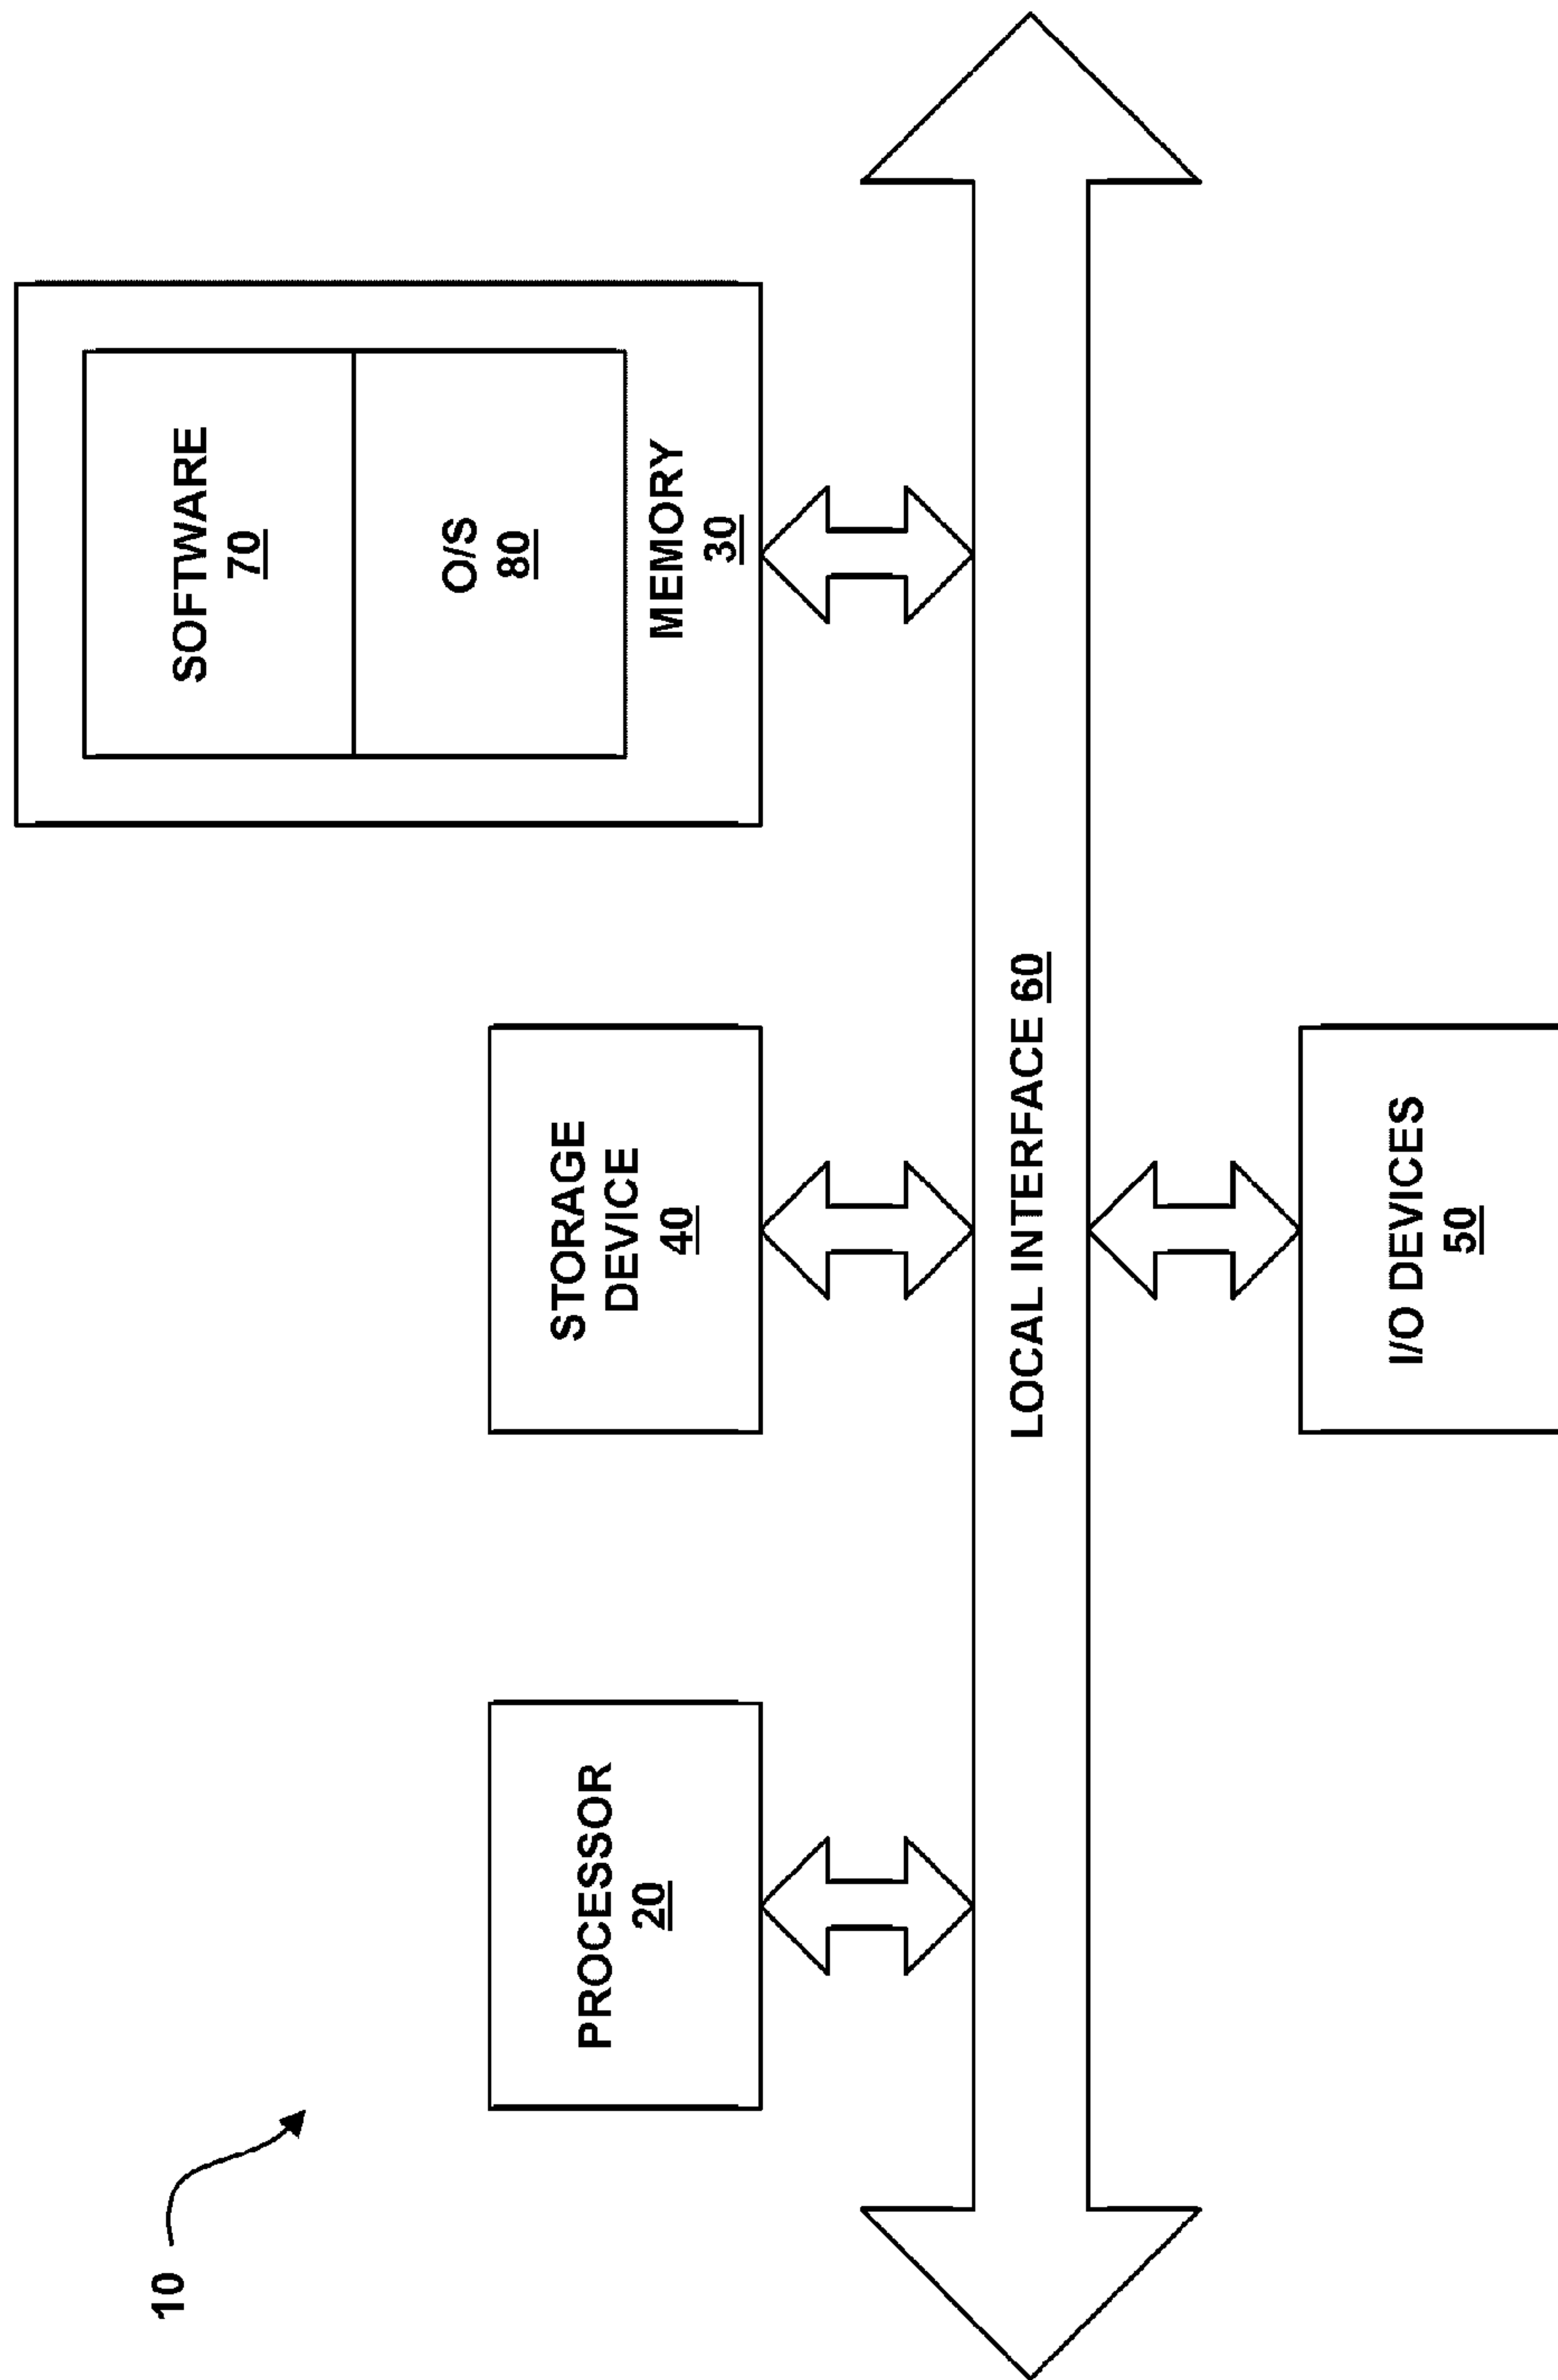 10
PROCESSOR
20
STORAGE
DEVICE
40
SOFTWARE
70
O/S
80
MEMORY
30
LOCAL INTERFACE 60
I/O DEVICES
50